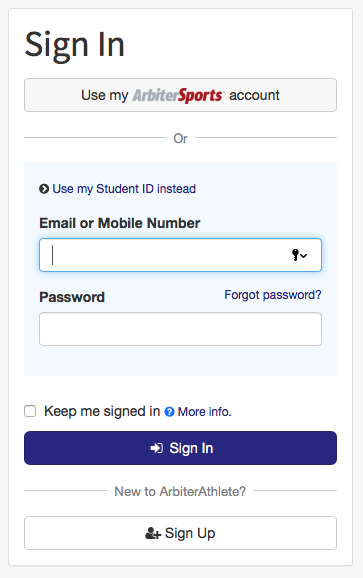 Sign In
Use my ArbiterSports account
Or
Use my Student ID instead
Email or Mobile Number
Password Forgot password?
Keep me signed in More info.
Sign In
New to ArbiterAthlete?
Sign Up